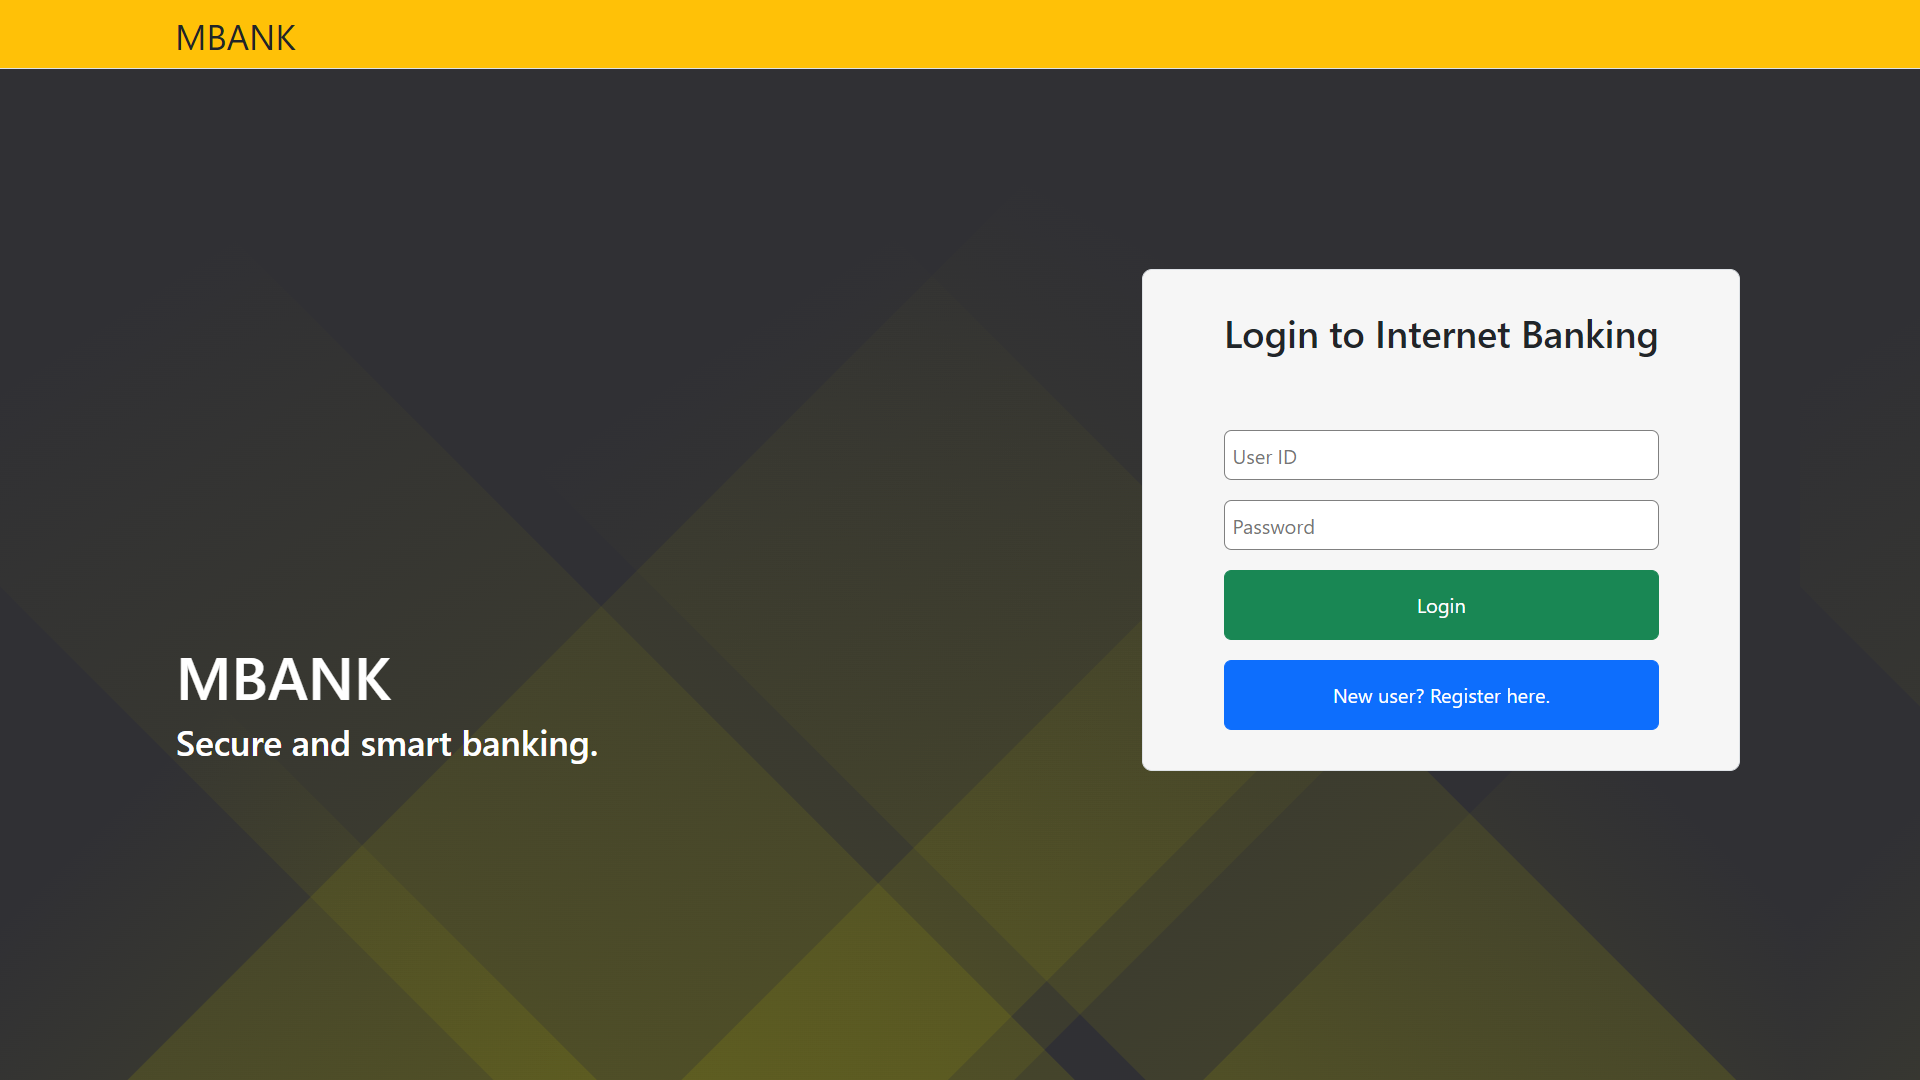 MBANK
Login to Internet Banking
User ID
Password
Login
New user? Register here.
MBANK
Secure and smart banking.